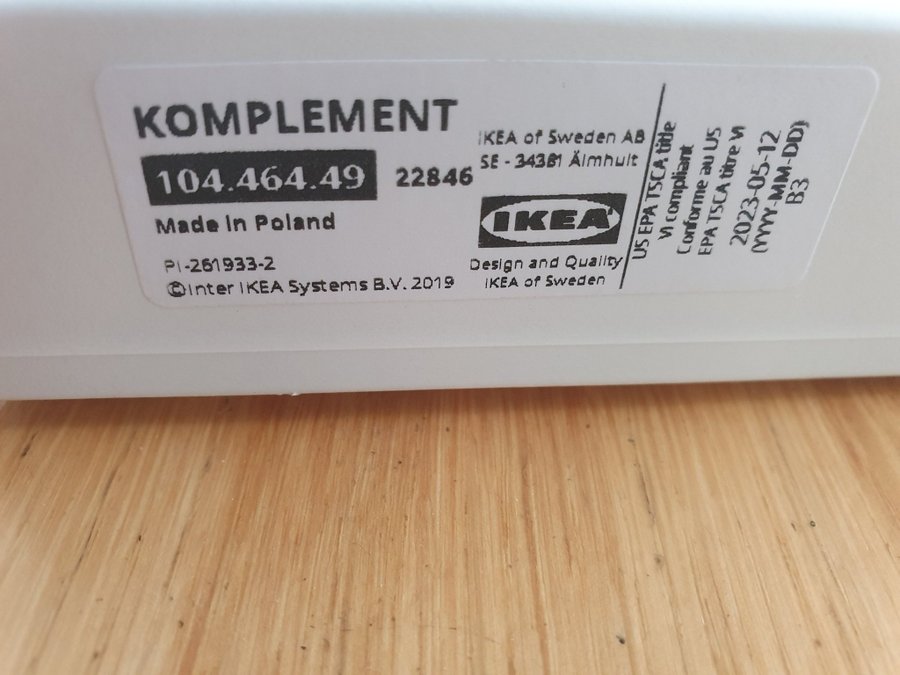 KOMPLEMENT
104.464.49 22846
Made in Poland
PI-261933-2
©Inter IKEA Systems B.V. 2019
IKEA of Sweden AB
SE - 34381 Älmhult
IKEA
Design and Quality
IKEA of Sweden
US EPA TSCA title
VI compliant
Conforme au US
EPA TSCA titre VI
2023-05-12
(YYYY-MM-DD)
B3